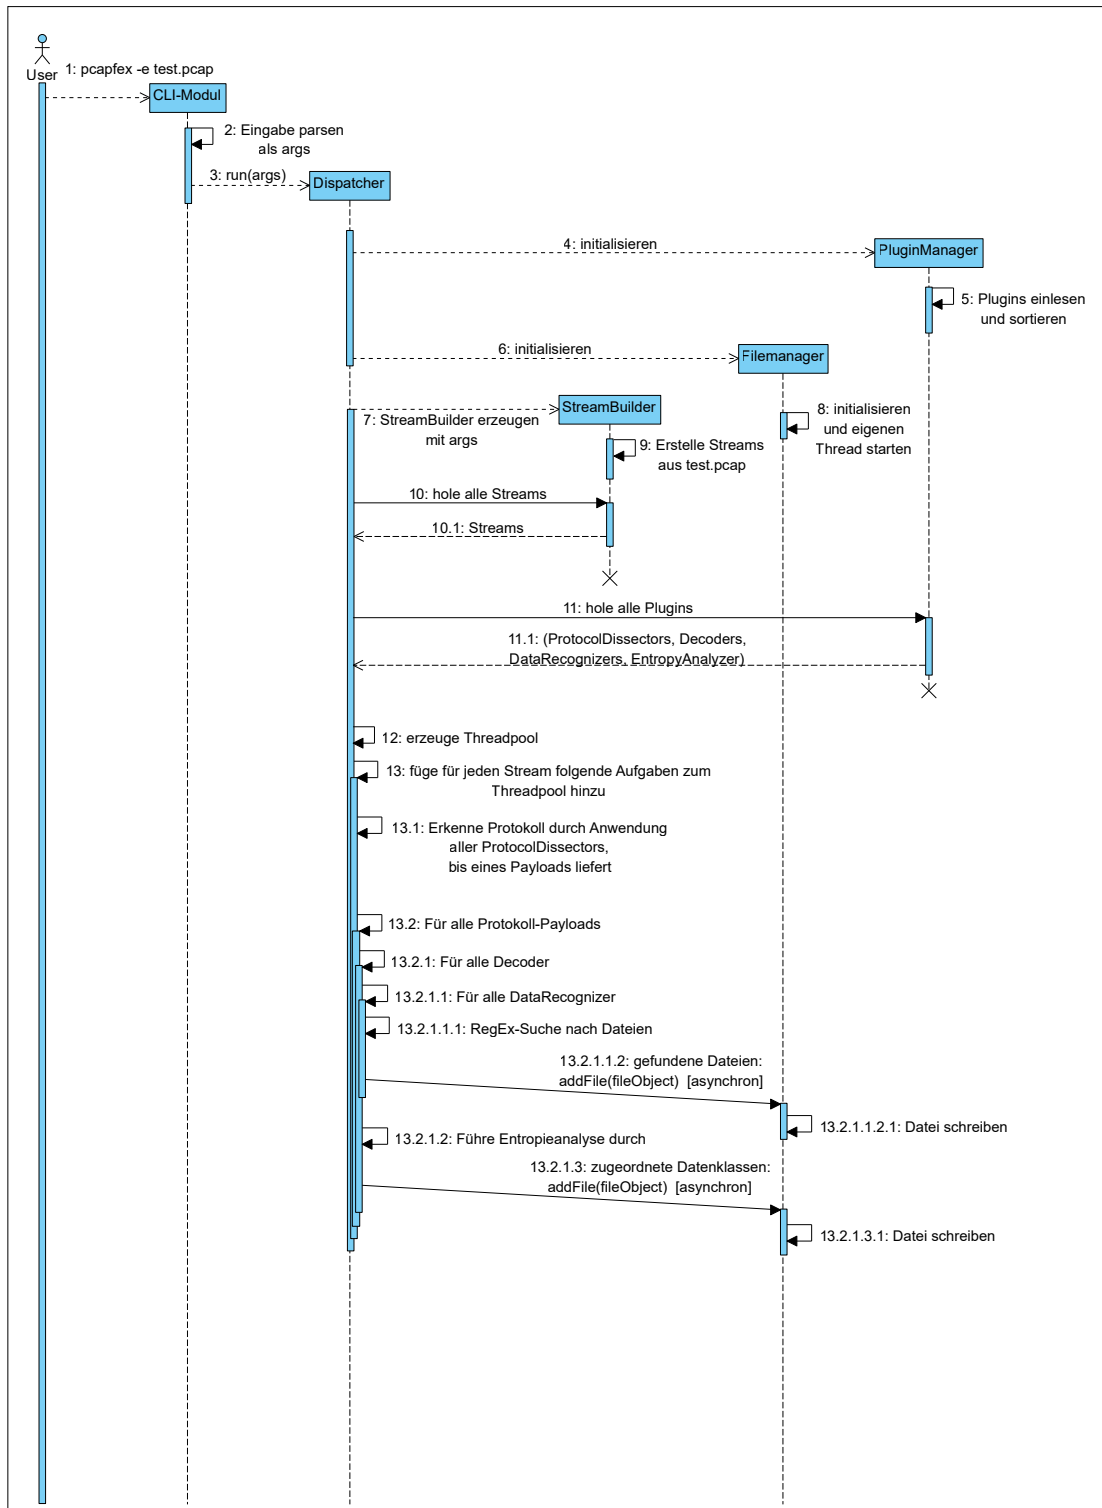 User
1: pcapfex -e test.pcap
CLI-Modul
2: Eingabe parsen
als args
3: run(args)
Dispatcher
4: initialisieren
PluginManager
5: Plugins einlesen
und sortieren
6: initialisieren
Filemanager
7: StreamBuilder erzeugen
mit args
StreamBuilder
8: initialisieren
und eigenen
Thread starten
9: Erstelle Streams
aus test.pcap
10: hole alle Streams
10.1: Streams
11: hole alle Plugins
11.1: (ProtocolDissectors, Decoders,
DataRecognizers, EntropyAnalyzer)
12: erzeuge Threadpool
13: füge für jeden Stream folgende Aufgaben zum
Threadpool hinzu
13.1: Erkenne Protokoll durch Anwendung
aller ProtocolDissectors,
bis eines Payloads liefert
13.2: Für alle Protokoll-Payloads
13.2.1: Für alle Decoder
13.2.1.1: Für alle DataRecognizer
13.2.1.1.1: RegEx-Suche nach Dateien
13.2.1.1.2: gefundene Dateien:
addFile(fileObject)  [asynchron]
13.2.1.1.2.1: Datei schreiben
13.2.1.2: Führe Entropieanalyse durch
13.2.1.3: zugeordnete Datenklassen:
addFile(fileObject)  [asynchron]
13.2.1.3.1: Datei schreiben